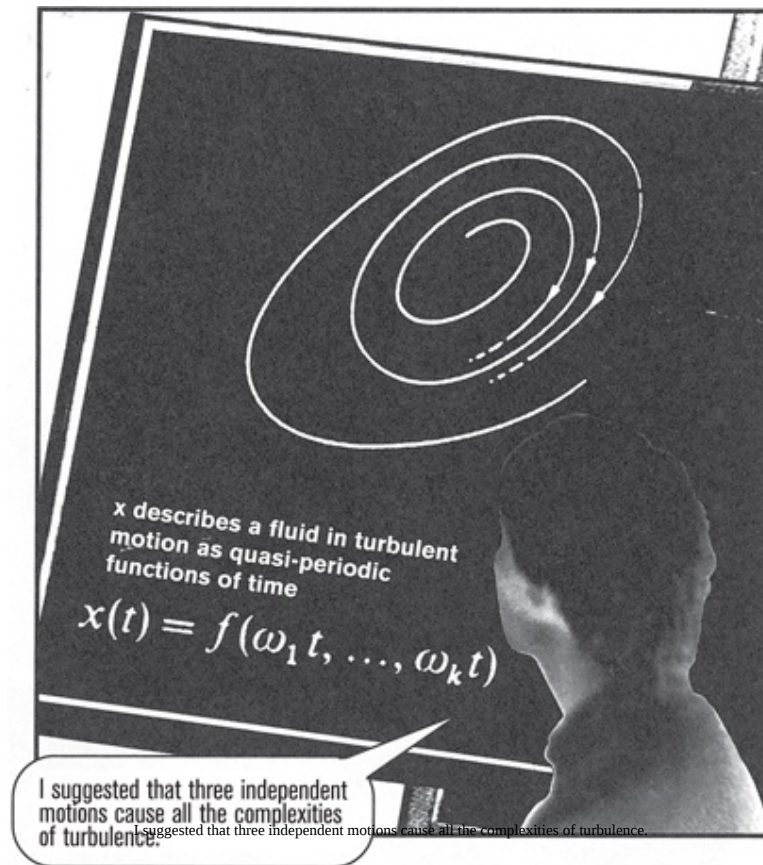 x describes a fluid in turbulent
motion as quasi-periodic
functions of time
x(t) = f(ω₁t, ..., ωₖt)
I suggested that three independent
motions cause all the complexities
of turbulence.
I suggested that three independent motions cause all the complexities of turbulence.